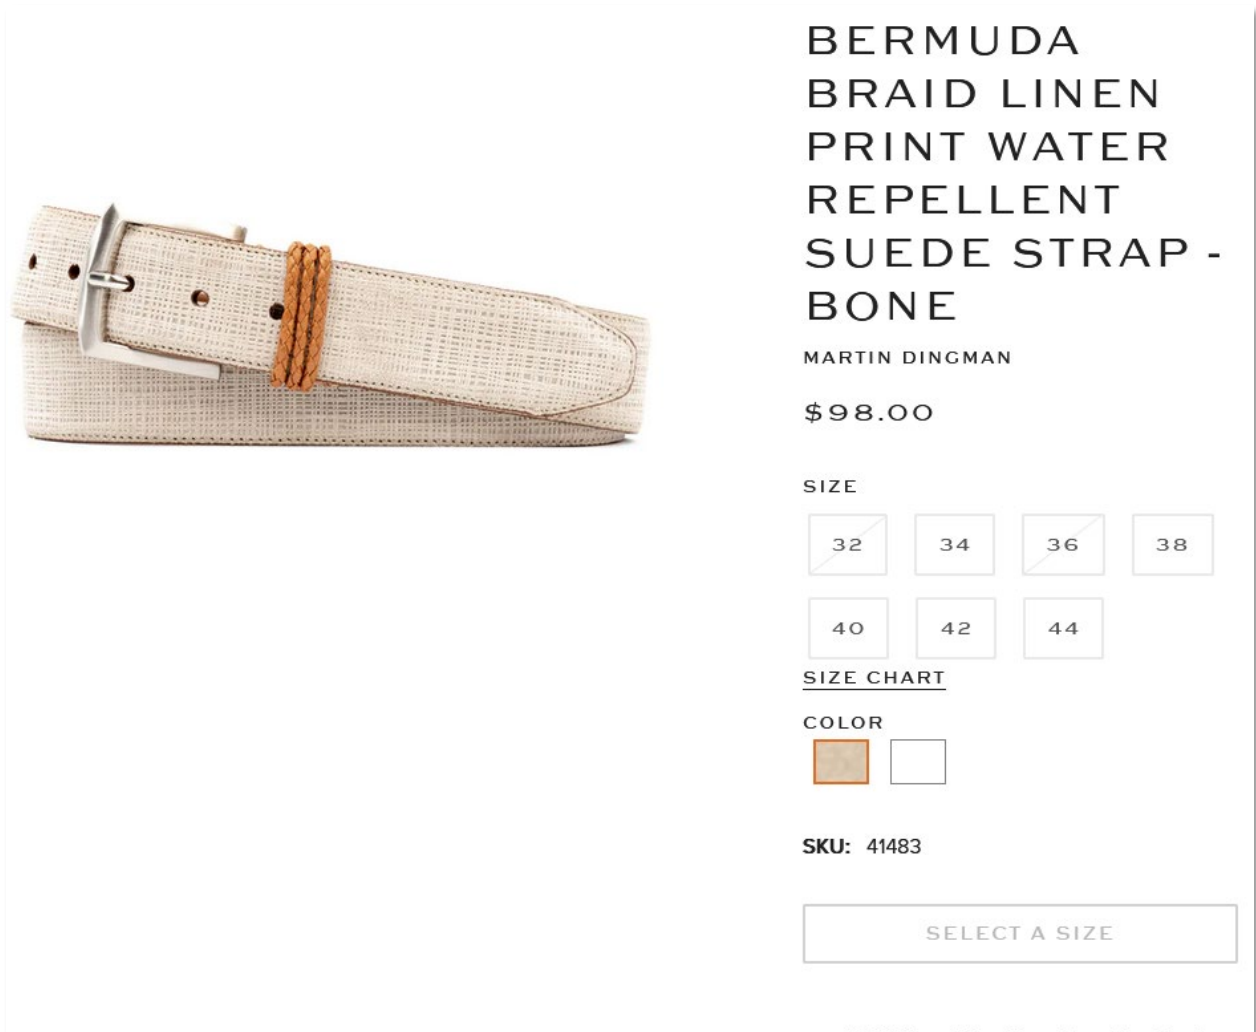 BERMUDA
BRAID LINEN
PRINT WATER
REPELLENT
SUEDE STRAP -
BONE
MARTIN DINGMAN
$98.00
SIZE
32 34 36 38
40 42 44
SIZE CHART
COLOR
SKU: 41483
SELECT A SIZE